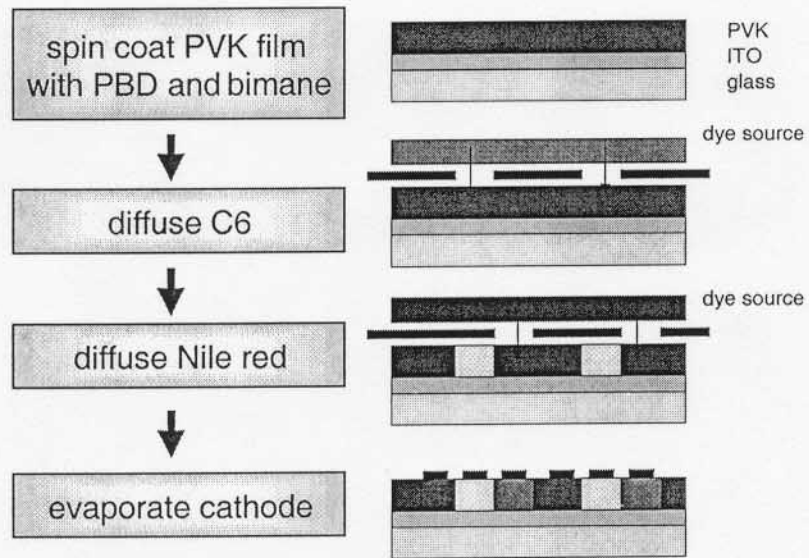 spin coat PVK film
with PBD and bimane
PVK
ITO
glass
dye source
diffuse C6
dye source
diffuse Nile red
evaporate cathode